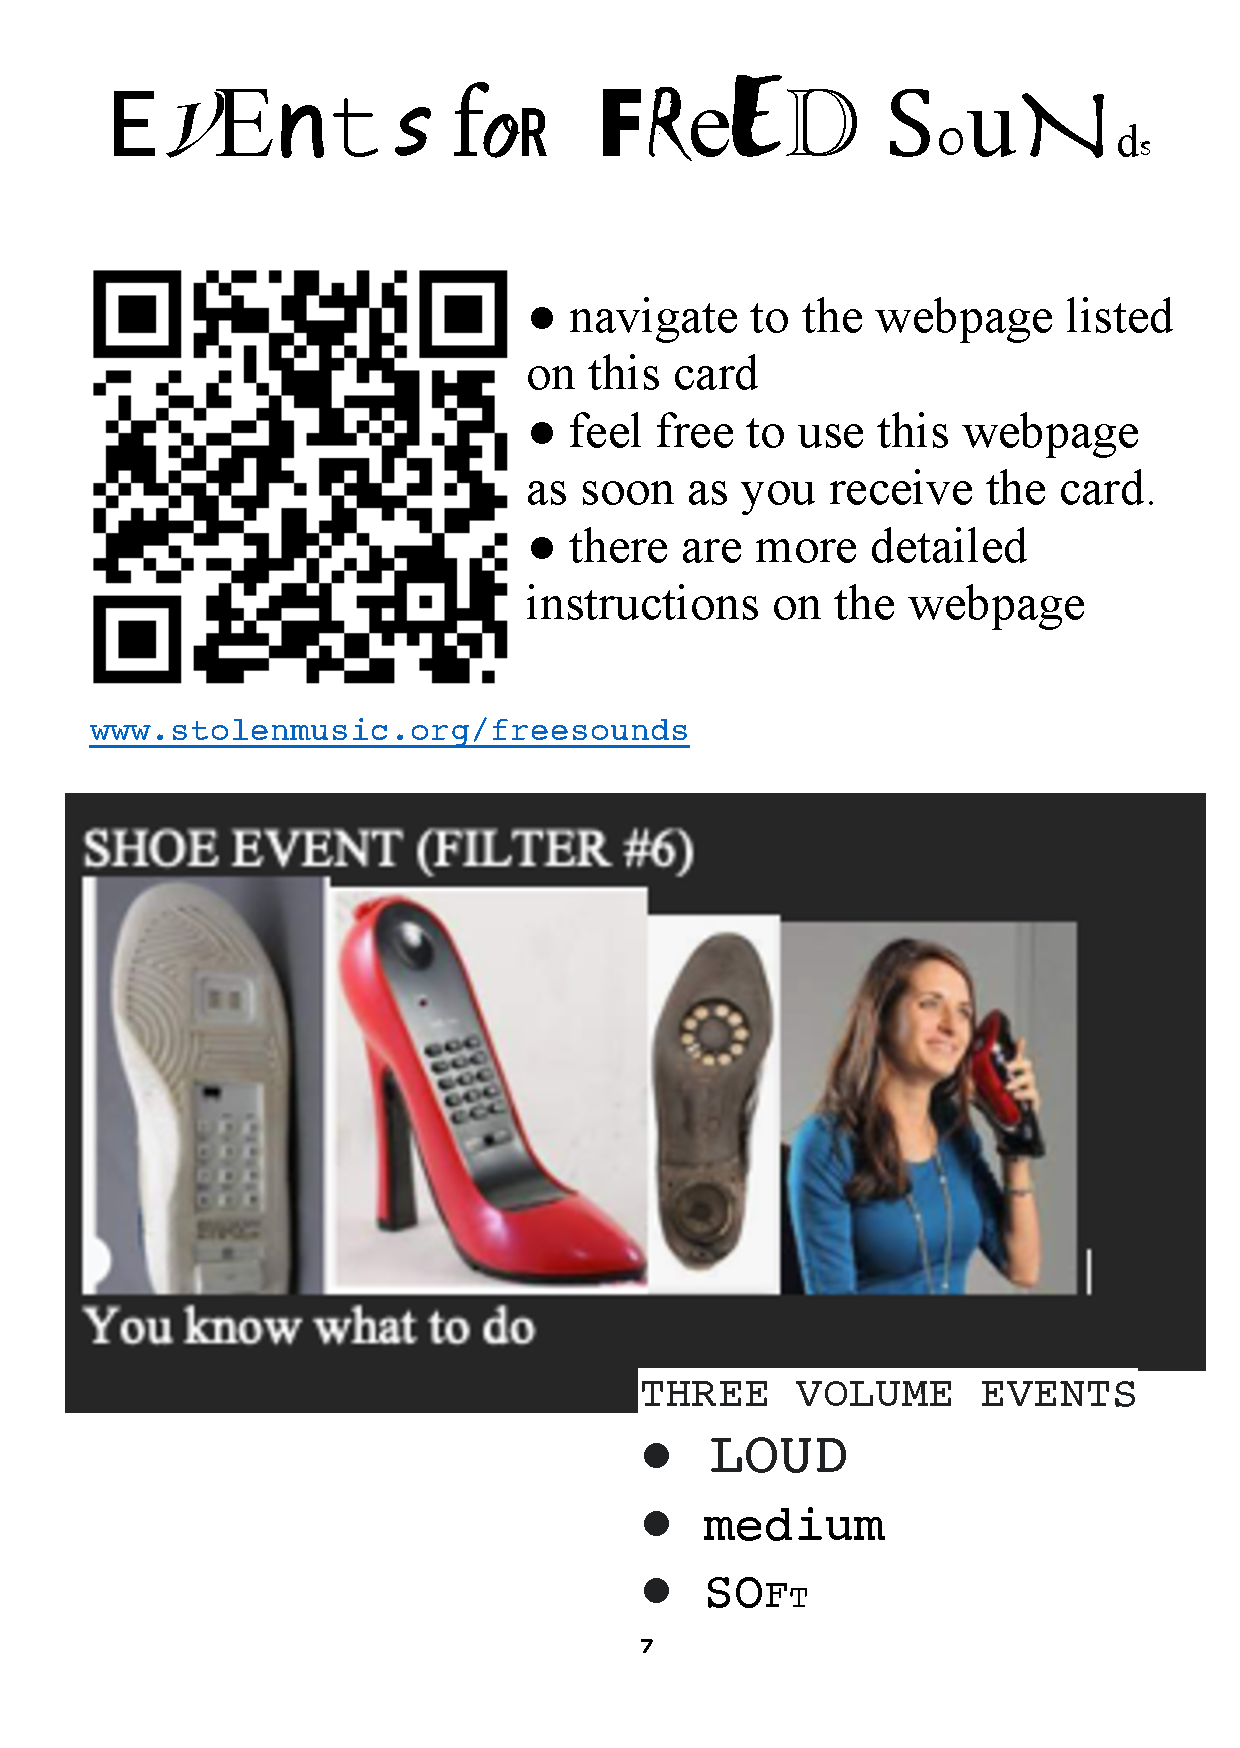 EVEntS foR FReED SouNds
● navigate to the webpage listed
on this card
● feel free to use this webpage
as soon as you receive the card.
● there are more detailed
instructions on the webpage
www.stolenmusic.org/freesounds
SHOE EVENT (FILTER #6)
You know what to do
THREE VOLUME EVENTS
● LOUD
● medium
● SOFT
7